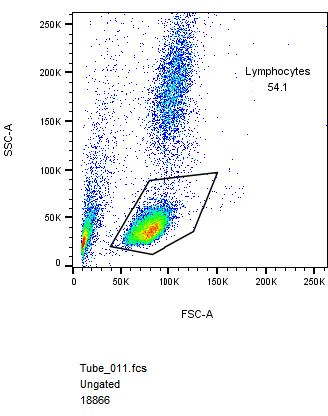 250K
200K
150K
100K
50K
0
SSC-A
Lymphocytes
54.1
0 50K 100K 150K 200K 250K
FSC-A
Tube_011.fcs
Ungated
18866